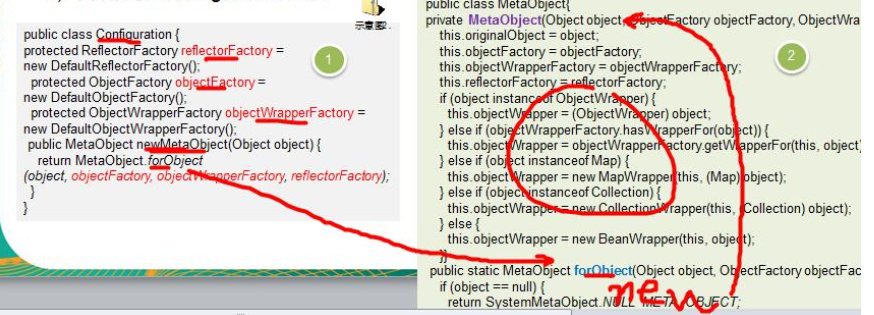 示意图2.
public class Configuration {
protected ReflectorFactory reflectorFactory =
new DefaultReflectorFactory();
protected ObjectFactory objectFactory =
new DefaultObjectFactory();
protected ObjectWrapperFactory objectWrapperFactory =
new DefaultObjectWrapperFactory();
public MetaObject newMetaObject(Object object) {
return MetaObject.forObject
(object, objectFactory, objectWrapperFactory, reflectorFactory);
}
}
1
public class MetaObject{
private MetaObject(Object object, ObjectFactory objectFactory, ObjectWra
this.originalObject = object;
this.objectFactory = objectFactory;
this.objectWrapperFactory = objectWrapperFactory;
this.reflectorFactory = reflectorFactory;
if (object instanceof ObjectWrapper) {
this.objectWrapper = (ObjectWrapper) object;
} else if (objectWrapperFactory.hasWrapperFor(object)) {
this.objectWrapper = objectWrapperFactory.getWrapperFor(this, object)
} else if (object instanceof Map) {
this.objectWrapper = new MapWrapper(this, (Map) object);
} else if (object instanceof Collection) {
this.objectWrapper = new CollectionWrapper(this, (Collection) object);
} else {
this.objectWrapper = new BeanWrapper(this, object);
}}
public static MetaObject forObject(Object object, ObjectFactory objectFac
if (object == null) {
return SystemMetaObject.NULL_META_OBJECT;
2
new